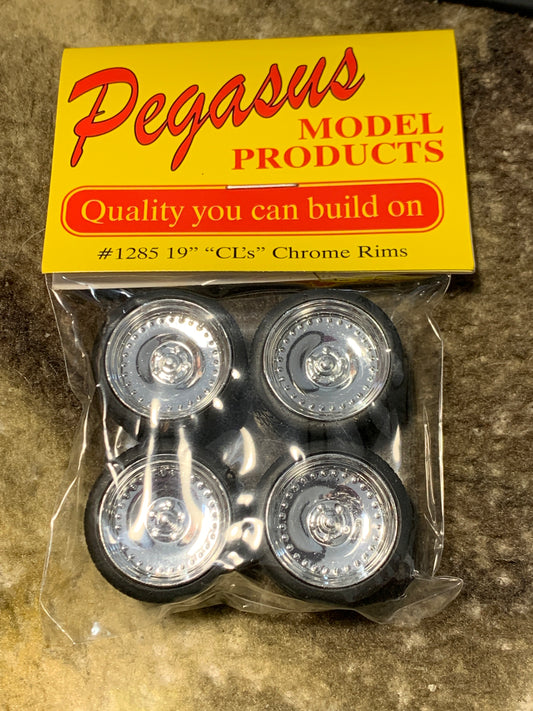 Pegasus
MODEL
PRODUCTS
Quality you can build on
#1285 19” “CL's” Chrome Rims